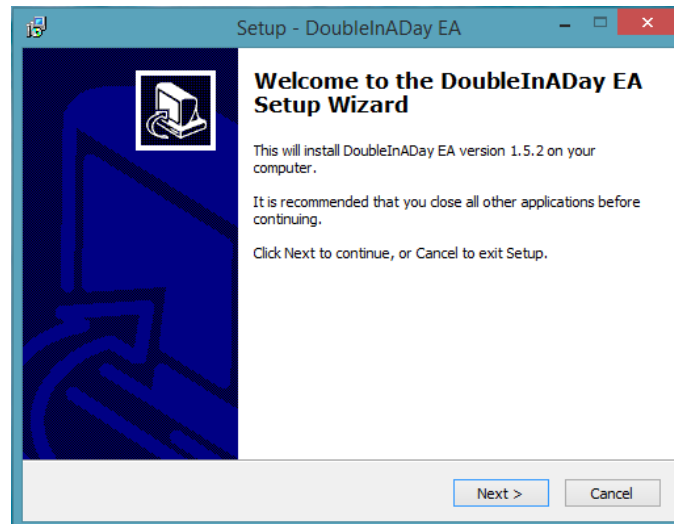 Setup - DoubleInADay EA
Welcome to the DoubleInADay EA
Setup Wizard
This will install DoubleInADay EA version 1.5.2 on your
computer.
It is recommended that you close all other applications before
continuing.
Click Next to continue, or Cancel to exit Setup.
Next >
Cancel